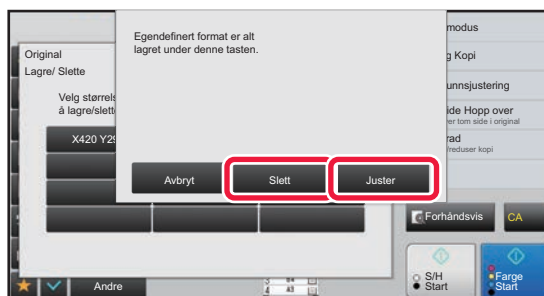 Egendefinert format er alt
lagret under denne tasten.
Avbryt
Slett
Juster
Original
Lagre/ Slette
Velg størrels
å lagre/slett
X420 Y29
modus
g Kopi
unnsjustering
ide Hopp over
er tom side i original
rad
/reduser kopi
Forhåndsvis
CA
S/H
Start
Farge
Start
Andre